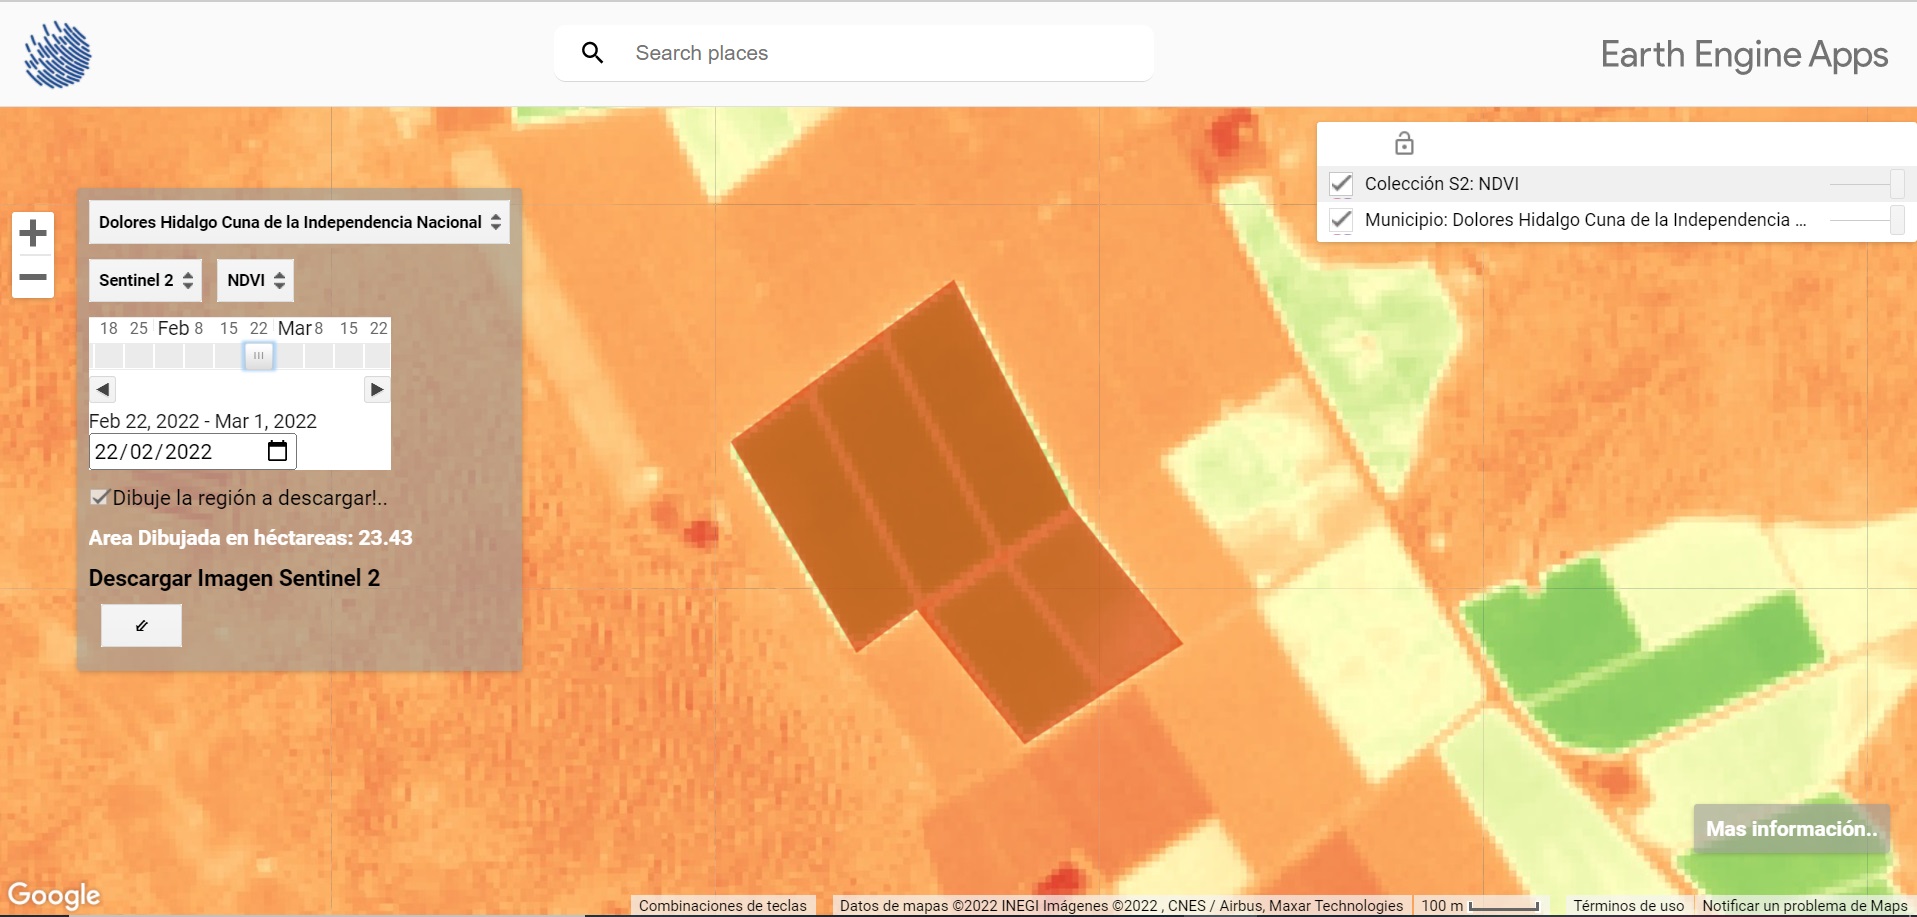 Search places
Earth Engine Apps
Colección S2: NDVI
Municipio: Dolores Hidalgo Cuna de la Independencia ...
Dolores Hidalgo Cuna de la Independencia Nacional
Sentinel 2 NDVI
18 25 Feb 8 15 22 Mar 8 15 22
Feb 22, 2022 - Mar 1, 2022
22/02/2022
Dibuje la región a descargar!..
Area Dibujada en héctareas: 23.43
Descargar Imagen Sentinel 2
Mas información..
Google
Combinaciones de teclas
Datos de mapas ©2022 INEGI Imágenes ©2022 , CNES / Airbus, Maxar Technologies
100 m
Términos de uso
Notificar un problema de Maps